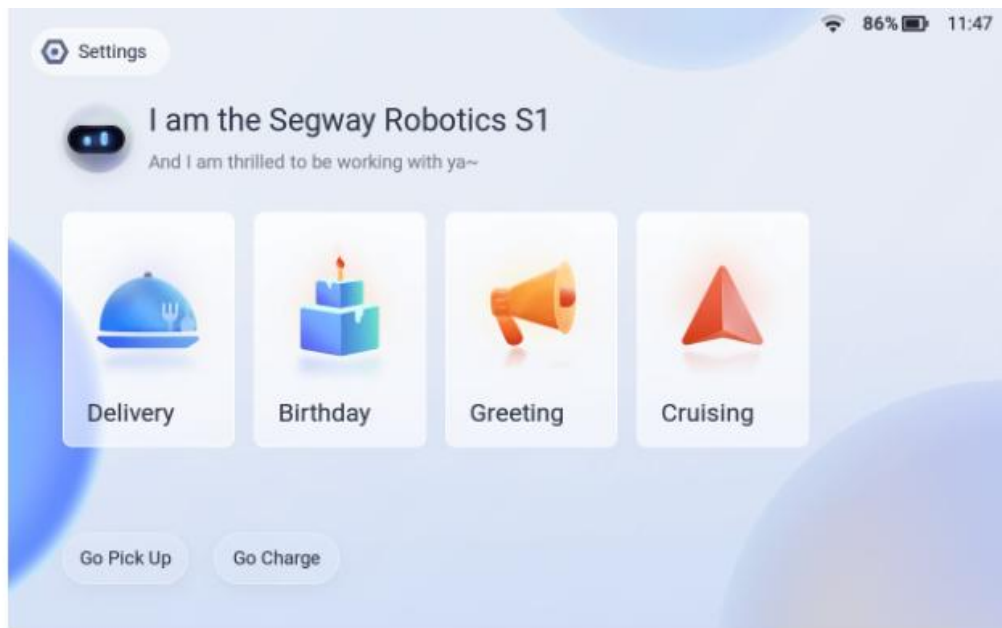 Settings
86% 11:47
I am the Segway Robotics S1
And I am thrilled to be working with ya~
Delivery
Birthday
Greeting
Cruising
Go Pick Up
Go Charge